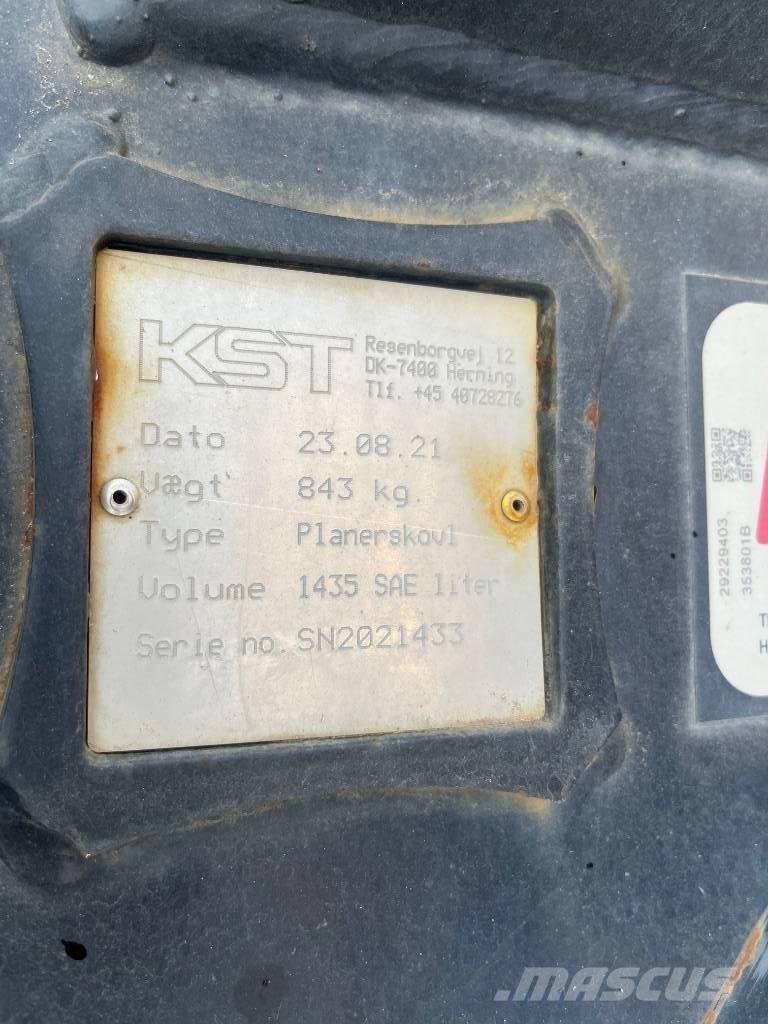 KST
Resenborgvej 12
DK-7400 Herning
Tlf. +45 40728276
Dato 23.08.21
Vægt 843 kg.
Type Planerskovl
Volume 1435 SAE liter
Serie no. SN2021433
29229403
353801B
MASCUS